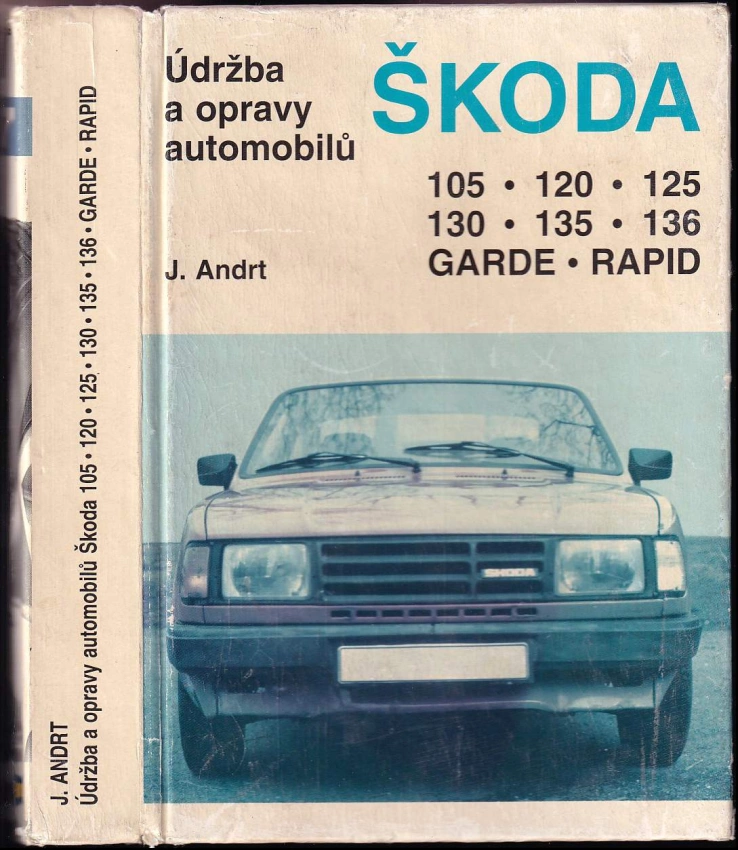 Údržba
a opravy
automobilů
ŠKODA
105 • 120 • 125
130 • 135 • 136
GARDE • RAPID
J. Andrt
SKODA
J. ANDRT
Údržba a opravy automobilů Škoda 105 • 120 • 125 • 130 • 135 • 136 • GARDE • RAPID